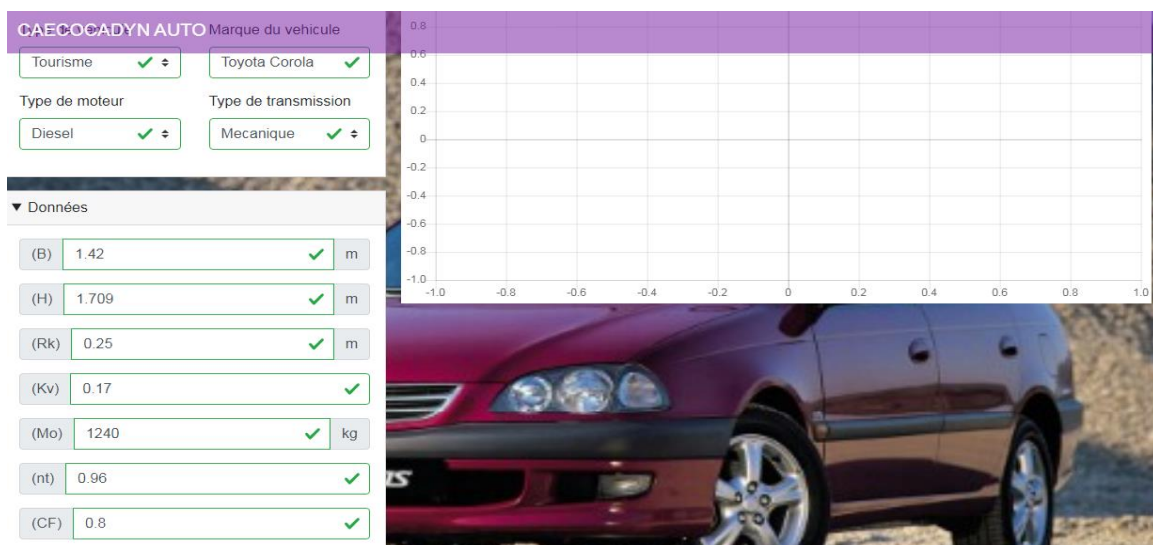 CAECOCADYN AUTO
Marque du vehicule
Tourisme
Toyota Corola
Type de moteur
Type de transmission
Diesel
Mecanique
Données
(B) 1.42 m
(H) 1.709 m
(Rk) 0.25 m
(Kv) 0.17
(Mo) 1240 kg
(nt) 0.96
(CF) 0.8
0.8
0.6
0.4
0.2
0
-0.2
-0.4
-0.6
-0.8
-1.0
-1.0 -0.8 -0.6 -0.4 -0.2 0 0.2 0.4 0.6 0.8 1.0